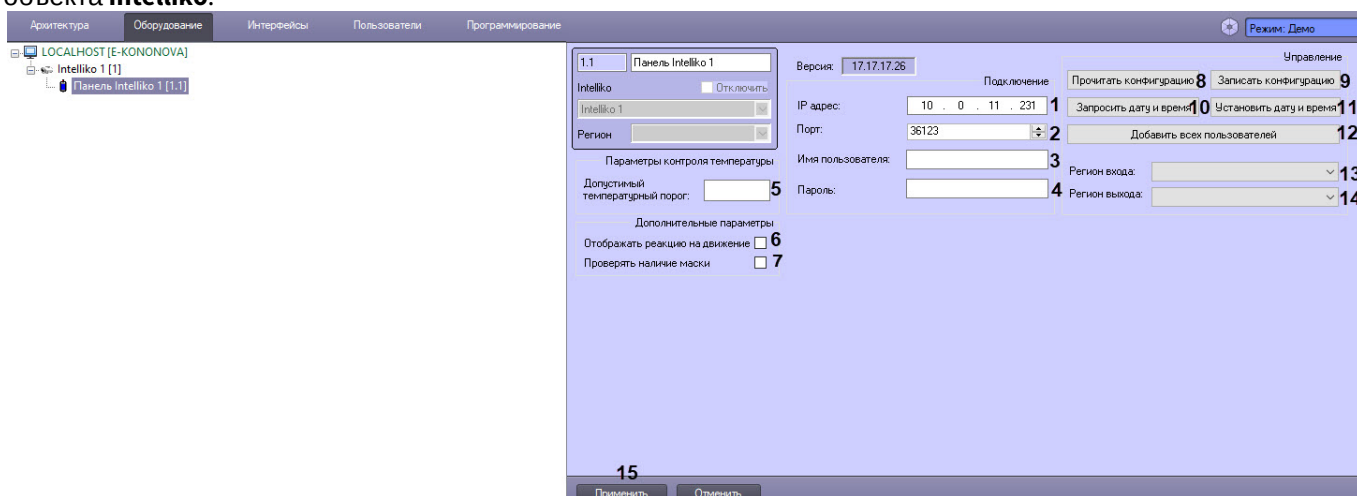 объекта Intelliko.
Архитектура Оборудование Интерфейсы Пользователи Программирование Режим: Демо
LOCALHOST [E-KONONOVA]
Intelliko 1 [1]
Панель Intelliko 1 [1.1]
1.1 Панель Intelliko 1
Intelliko Отключить
Intelliko 1
Регион
Параметры контроля температуры
Допустимый
температурный порог: 5
Дополнительные параметры
Отображать реакцию на движение 6
Проверять наличие маски 7
Версия: 17.17.17.26
Подключение
IP адрес: 10 . 0 . 11 . 231 1
Порт: 36123 2
Имя пользователя: 3
Пароль: 4
Управление
Прочитать конфигурацию 8 Записать конфигурацию 9
Запросить дату и время 10 Установить дату и время 11
Добавить всех пользователей 12
Регион входа: 13
Регион выхода: 14
15
Применить Отменить